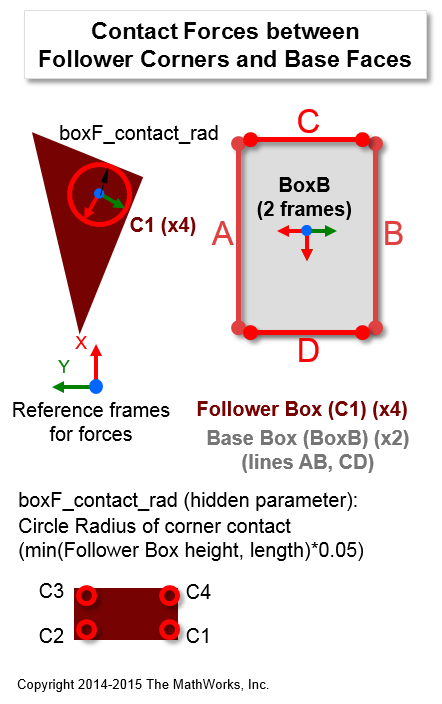 Contact Forces between
Follower Corners and Base Faces
boxF_contact_rad
C1 (x4)
C
BoxB
(2 frames)
A
B
D
X
Y
Reference frames
for forces
Follower Box (C1) (x4)
Base Box (BoxB) (x2)
(lines AB, CD)
boxF_contact_rad (hidden parameter):
Circle Radius of corner contact
(min(Follower Box height, length)*0.05)
C3
C4
C2
C1
Copyright 2014-2015 The MathWorks, Inc.